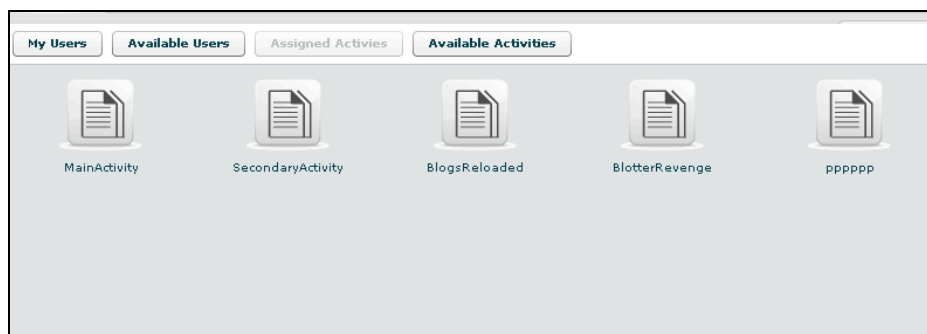 My Users Available Users Assigned Activies Available Activities
MainActivity SecondaryActivity BlogsReloaded BlotterRevenge pppppp